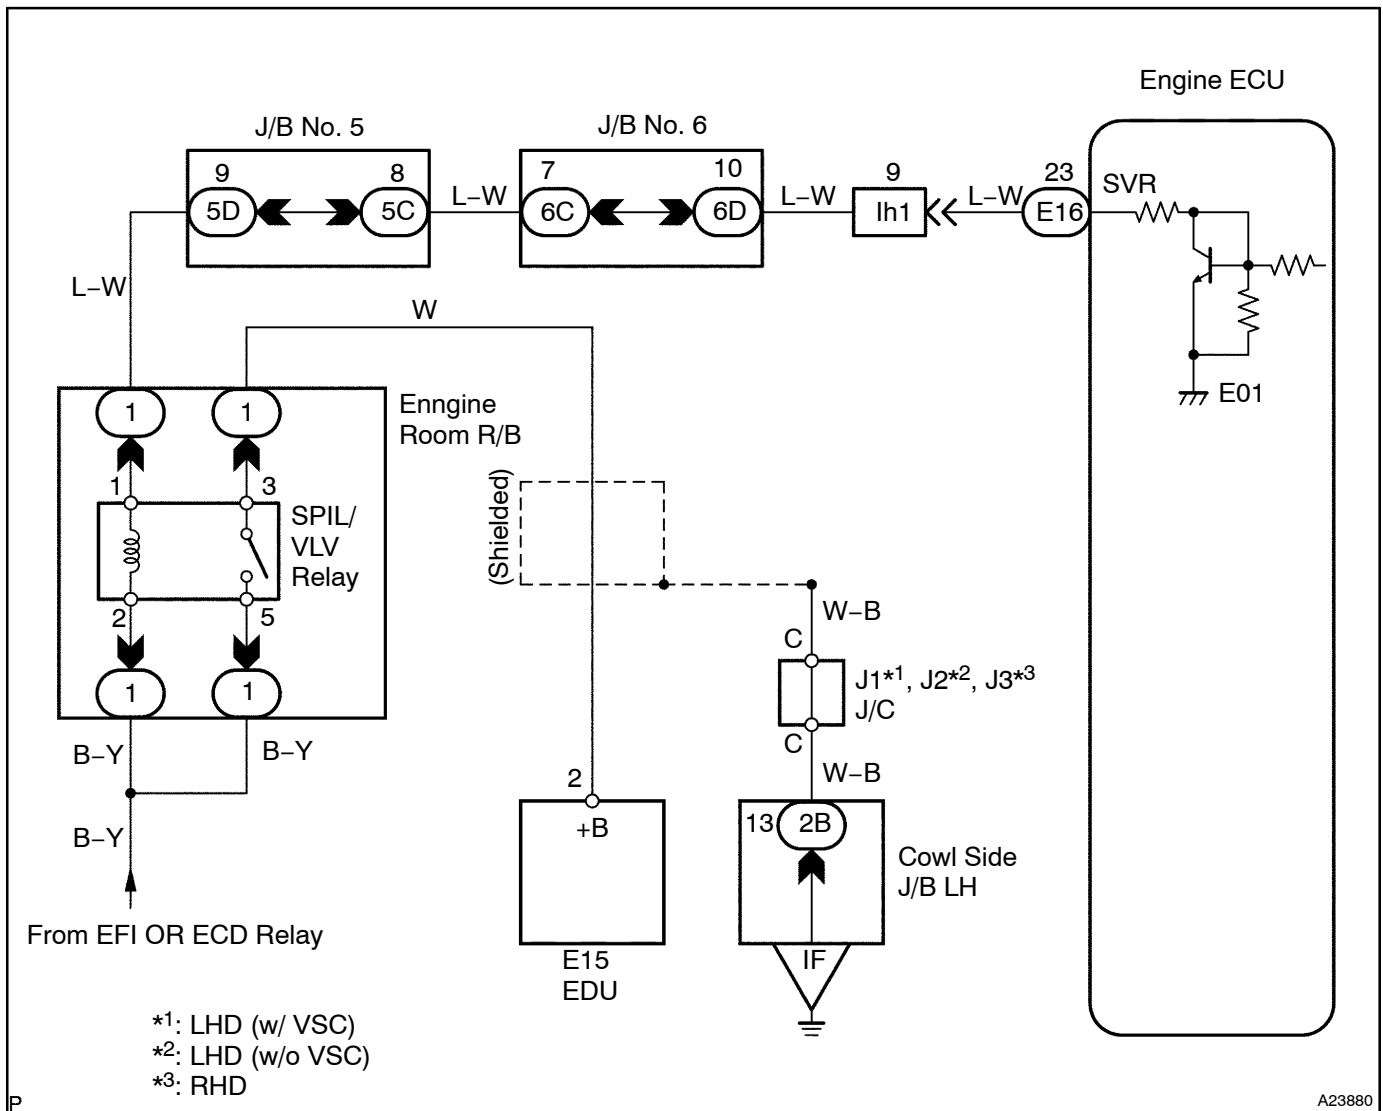 Engine ECU
J/B No. 5
J/B No. 6
9
8
7
10
9
23
SVR
5D
5C
L–W
6C
6D
L–W
Ih1
L–W
E16
L–W
W
E01
1
1
Enngine
Room R/B
1
3
(Shielded)
SPIL/
VLV
Relay
2
5
W–B
C
1
1
J1*1, J2*2, J3*3
J/C
C
B–Y
B–Y
W–B
2
+B
13
2B
B–Y
Cowl Side
J/B LH
From EFI OR ECD Relay
E15
EDU
IF
*1: LHD (w/ VSC)
*2: LHD (w/o VSC)
*3: RHD
P
A23880